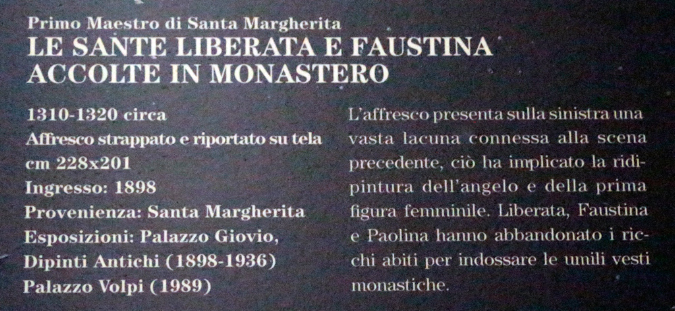 Primo Maestro di Santa Margherita
LE SANTE LIBERATA E FAUSTINA
ACCOLTE IN MONASTERO
1310-1320 circa
Affresco strappato e riportato su tela
cm 228x201
Ingresso: 1898
Provenienza: Santa Margherita
Esposizioni: Palazzo Giovio,
Dipinti Antichi (1898-1936)
Palazzo Volpi (1989)
L'affresco presenta sulla sinistra una
vasta lacuna connessa alla scena
precedente, ciò ha implicato la ridi-
pintura dell'angelo e della prima
figura femminile. Liberata, Faustina
e Paolina hanno abbandonato i ric-
chi abiti per indossare le umili vesti
monastiche.